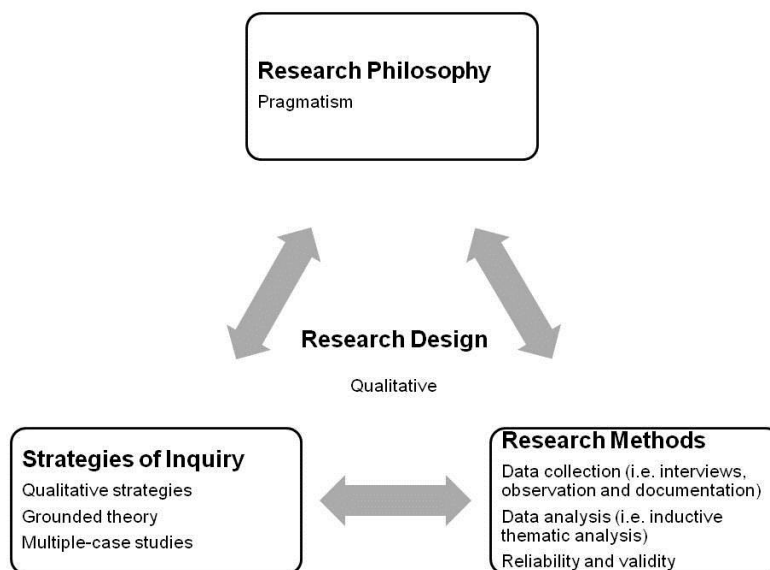 Research Philosophy
Pragmatism
Research Design
Qualitative
Strategies of Inquiry
Qualitative strategies
Grounded theory
Multiple-case studies
Research Methods
Data collection (i.e. interviews,
observation and documentation)
Data analysis (i.e. inductive
thematic analysis)
Reliability and validity